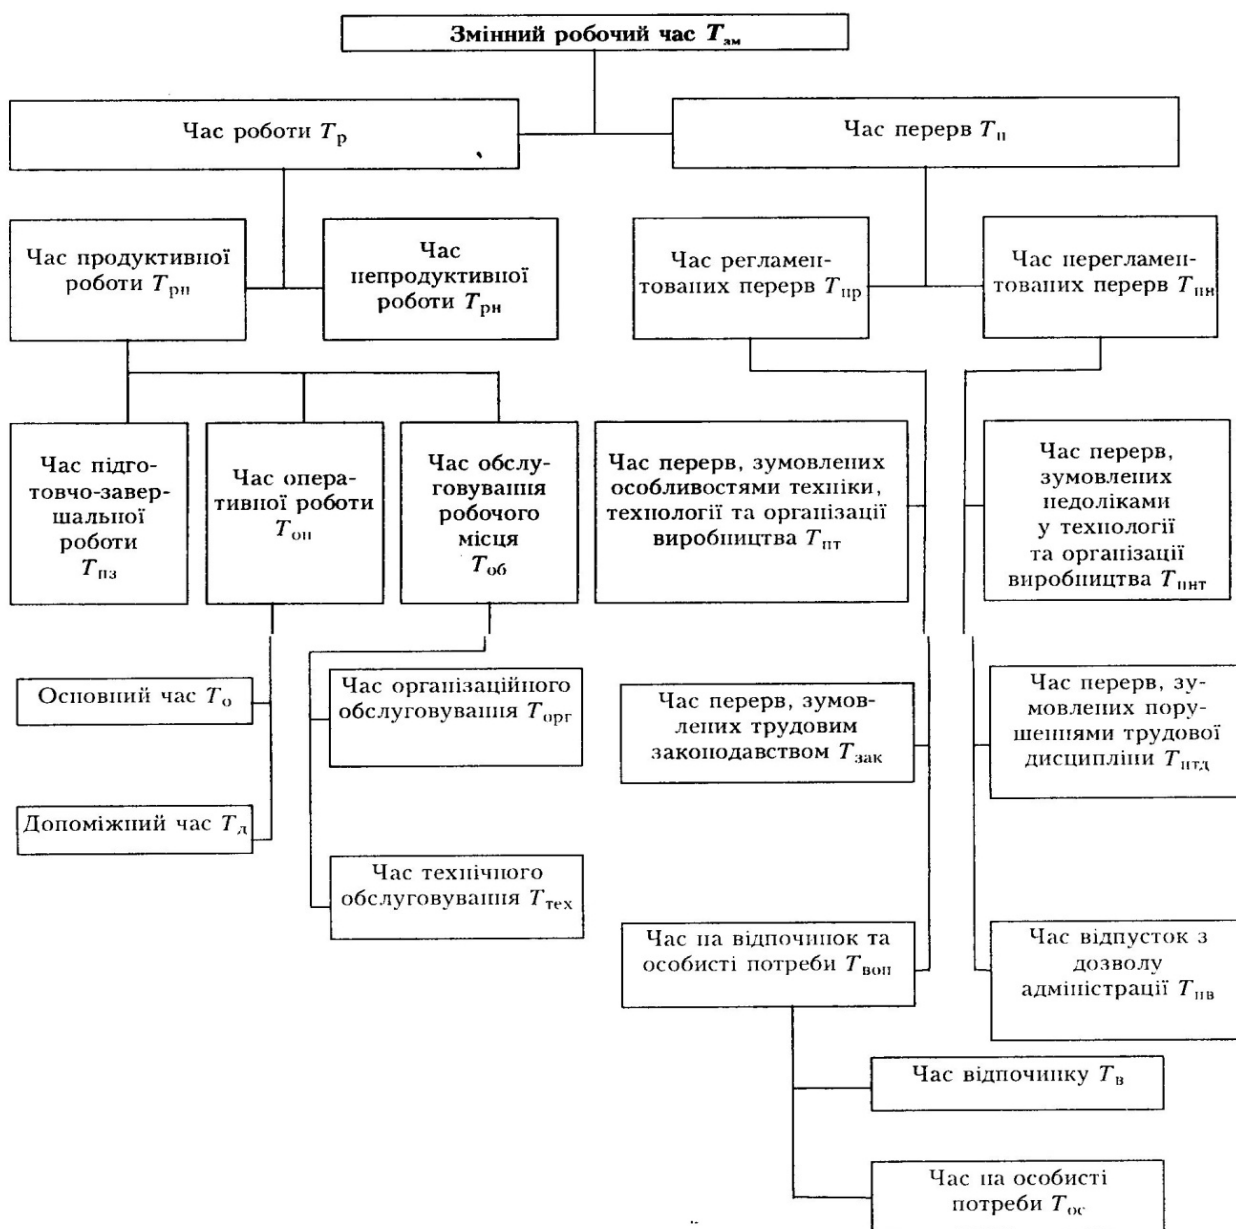 Змінний робочий час Tзм
Час роботи Tр
Час перерв Tп
Час продуктивної
роботи Tрп
Час
непродуктивної
роботи Tрн
Час регламен-
тованих перерв Tпр
Час нерегламен-
тованих перерв Tпн
Час підго-
товчо-завер-
шальної
роботи
Tпз
Час опера-
тивної роботи
Tоп
Час обслу-
говування
робочого
місця
Tоб
Час перерв, зумовлених
особливостями техніки,
технології та організації
виробництва Tпт
Час перерв,
зумовлених
недоліками
у технології
та організації
виробництва Tпнт
Основний час Tо
Час організаційного
обслуговування Tорг
Час перерв, зумов-
лених трудовим
законодавством Tзак
Час перерв, зу-
мовлених пору-
шеннями трудової
дисципліни Tптд
Допоміжний час Tд
Час технічного
обслуговування Tтех
Час на відпочинок та
особисті потреби Tвоп
Час відпусток з
дозволу
адміністрації Tпв
Час відпочинку Tв
Час на особисті
потреби Tос